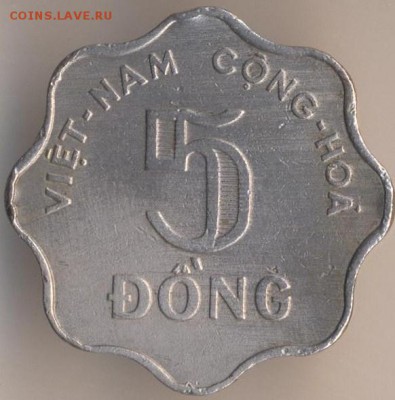 COINS.LAVE.RU
VIỆT-NAM CỘNG-HOÀ
5
ĐỒNG